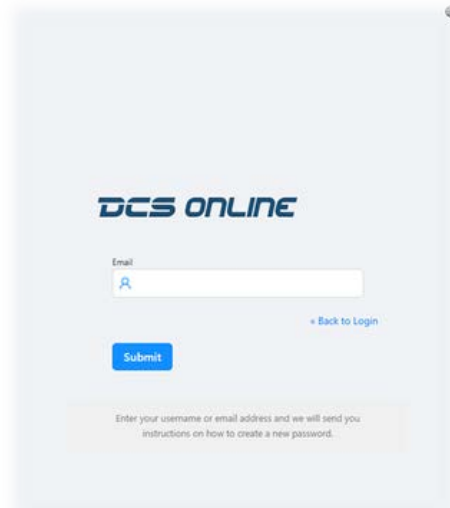 DCS ONLINE
Email
« Back to Login
Submit
Enter your username or email address and we will send you
instructions on how to create a new password.